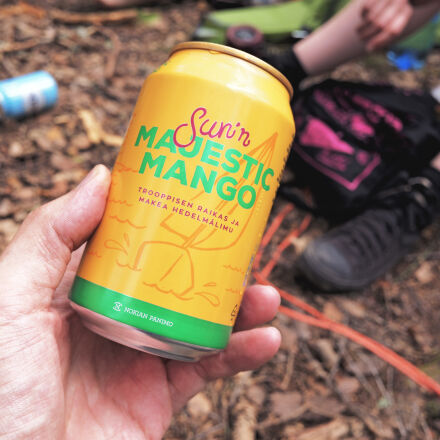 Sun'n
MAJESTIC
MANGO
TROOPPISEN RAIKAS JA
MAKEA HEDELMÄLIMU
NOKIAN PANIMO